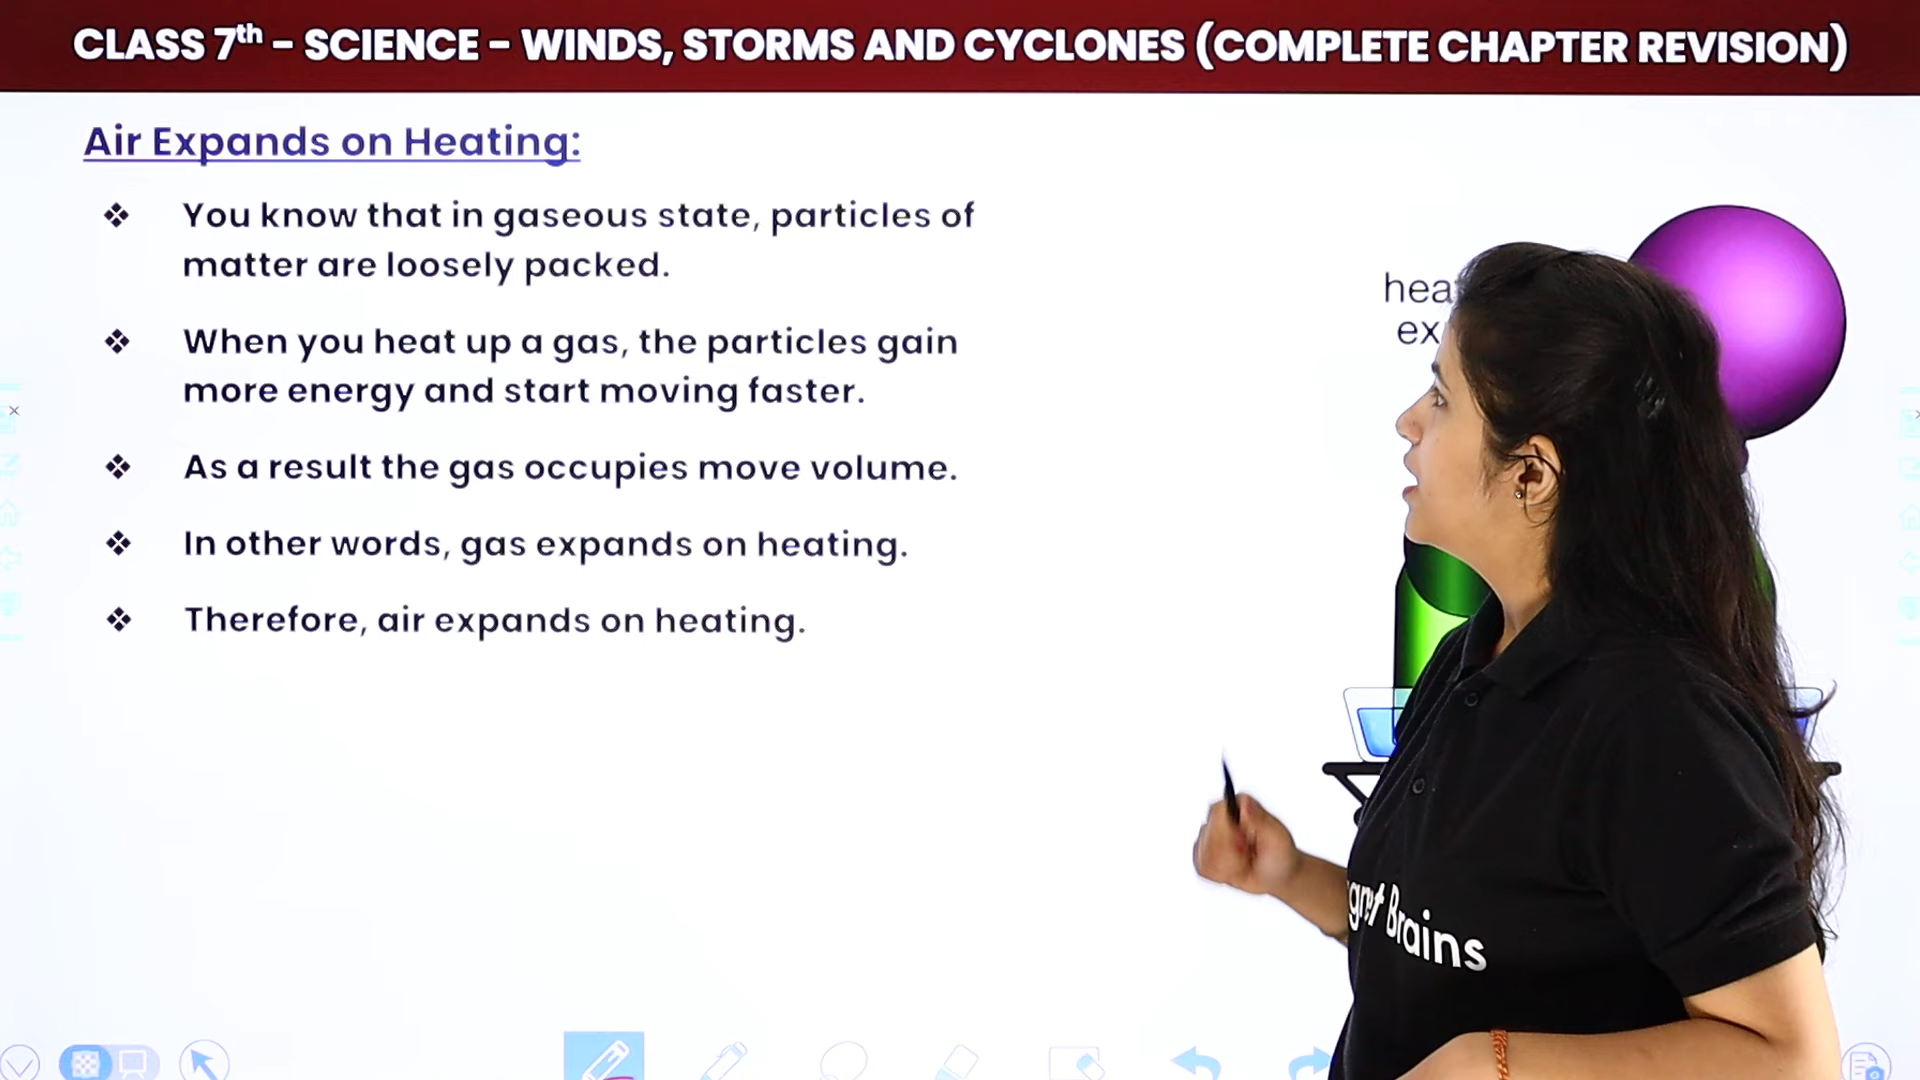 CLASS 7th - SCIENCE - WINDS, STORMS AND CYCLONES (COMPLETE CHAPTER REVISION)
Air Expands on Heating:
❖ You know that in gaseous state, particles of
matter are loosely packed.
❖ When you heat up a gas, the particles gain
more energy and start moving faster.
❖ As a result the gas occupies move volume.
❖ In other words, gas expands on heating.
❖ Therefore, air expands on heating.
Brains